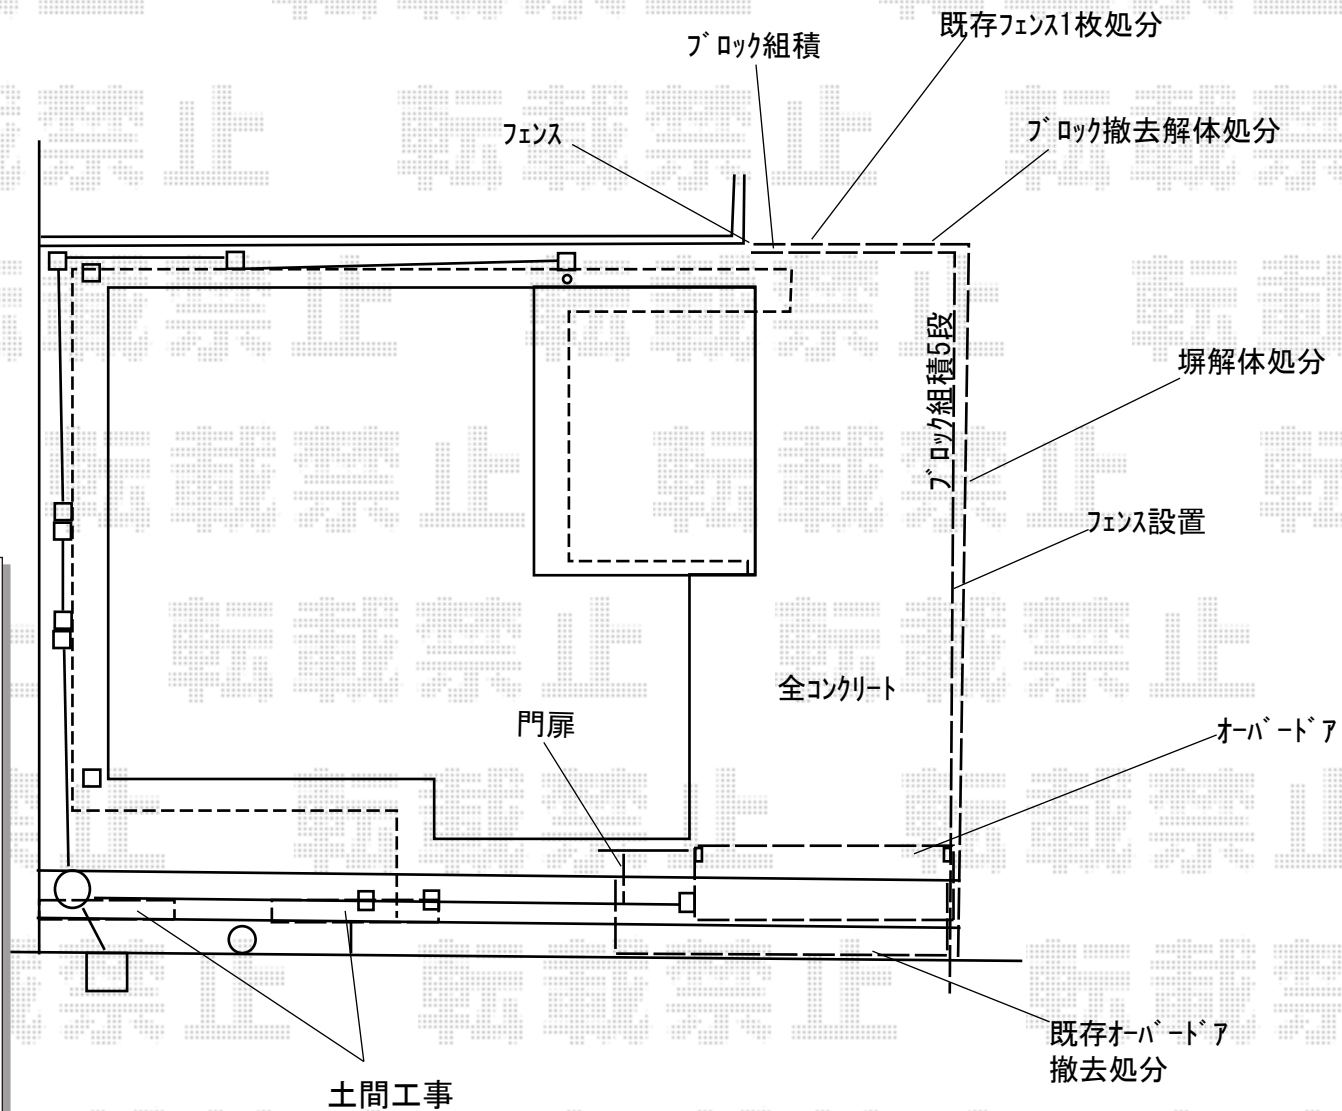 既存ﾌｪﾝｽ1枚処分
ﾌﾞﾛｯｸ組積
ﾌｪﾝｽ
ﾌﾞﾛｯｸ撤去解体処分
ﾌﾞﾛｯｸ組積5段
塀解体処分
ﾌｪﾝｽ設置
全ｺﾝｸﾘｰﾄ
門扉
ｵｰﾊﾞｰﾄﾞｱ
既存ｵｰﾊﾞｰﾄﾞｱ
撤去処分
土間工事
転載禁止